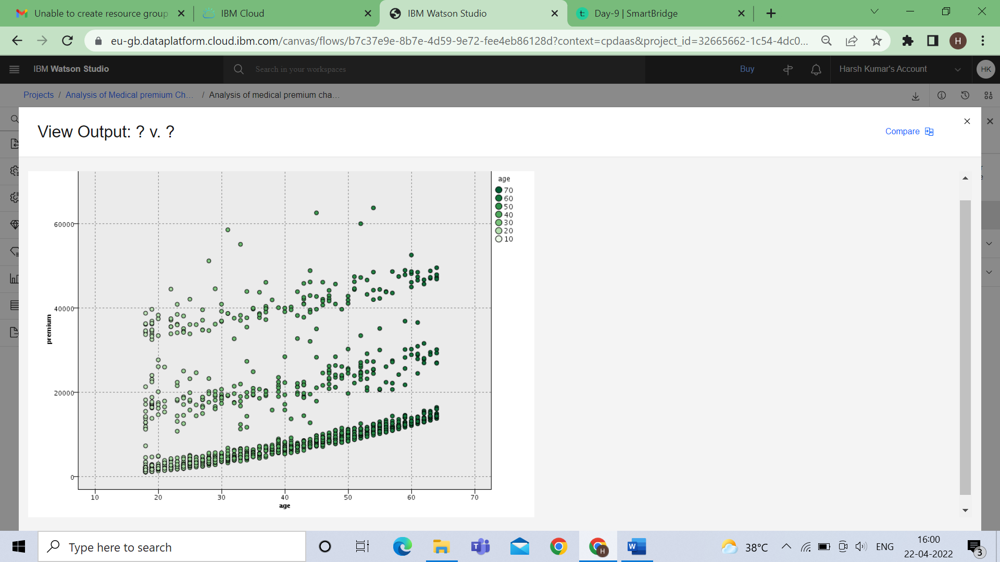 Unable to create resource group
IBM Cloud
IBM Watson Studio
t: Day-9 | SmartBridge
eu-gb.dataplatform.cloud.ibm.com/canvas/flows/b7c37e9e-8b7e-4d59-9e72-fee4eb86128d?context=cpdaas&project_id=32665662-1c54-4dc0...
H
IBM Watson Studio
Search in your workspaces
Buy
Harsh Kumar's Account
HK
Projects / Analysis of Medical premium Ch... / Analysis of medical premium cha...
View Output: ? v. ?
Compare
age
70
60
50
40
30
20
10
60000
40000
20000
0
premium
10 20 30 40 50 60 70
age
Type here to search
T
H
W
38°C
ENG
16:00
22-04-2022
3